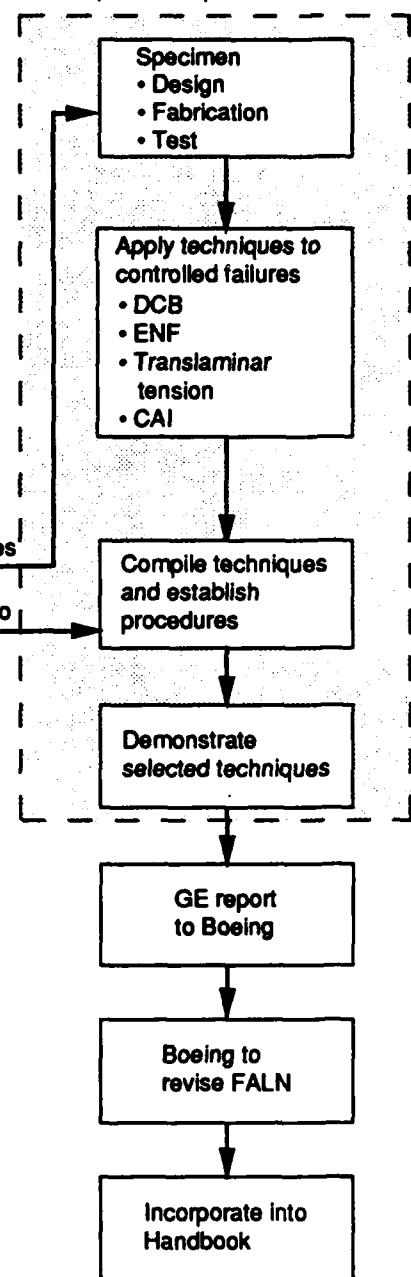 Specimen
• Design
• Fabrication
• Test
Apply techniques to
controlled failures
• DCB
• ENF
• Translaminar
tension
• CAI
Compile techniques
and establish
procedures
Demonstrate
selected techniques
GE report
to Boeing
Boeing to
revise FALN
Incorporate into
Handbook